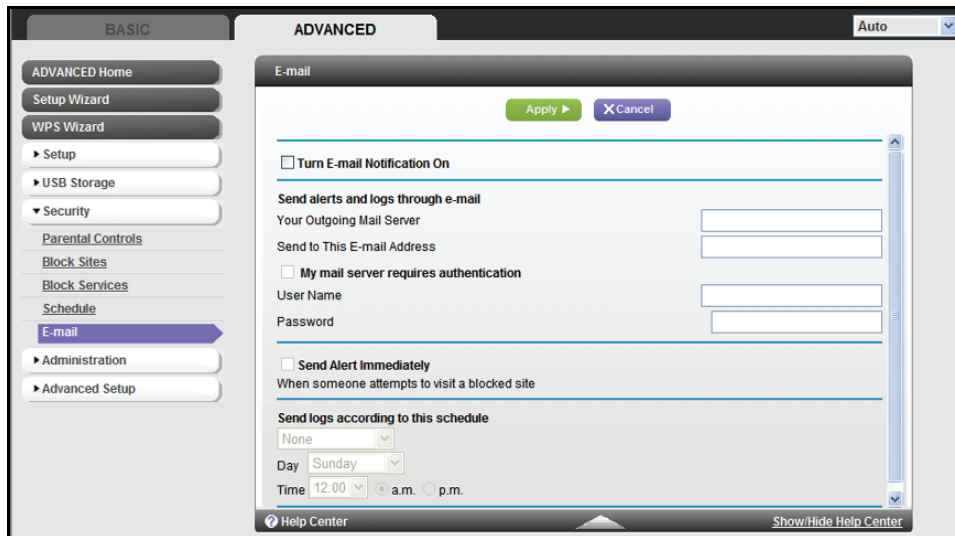 BASIC
ADVANCED
Auto
ADVANCED Home
Setup Wizard
WPS Wizard
Setup
USB Storage
Security
Parental Controls
Block Sites
Block Services
Schedule
E-mail
Administration
Advanced Setup
E-mail
Apply
Cancel
Turn E-mail Notification On
Send alerts and logs through e-mail
Your Outgoing Mail Server
Send to This E-mail Address
My mail server requires authentication
User Name
Password
Send Alert Immediately
When someone attempts to visit a blocked site
Send logs according to this schedule
None
Day Sunday
Time 12:00 a.m. p.m.
Help Center
Show/Hide Help Center